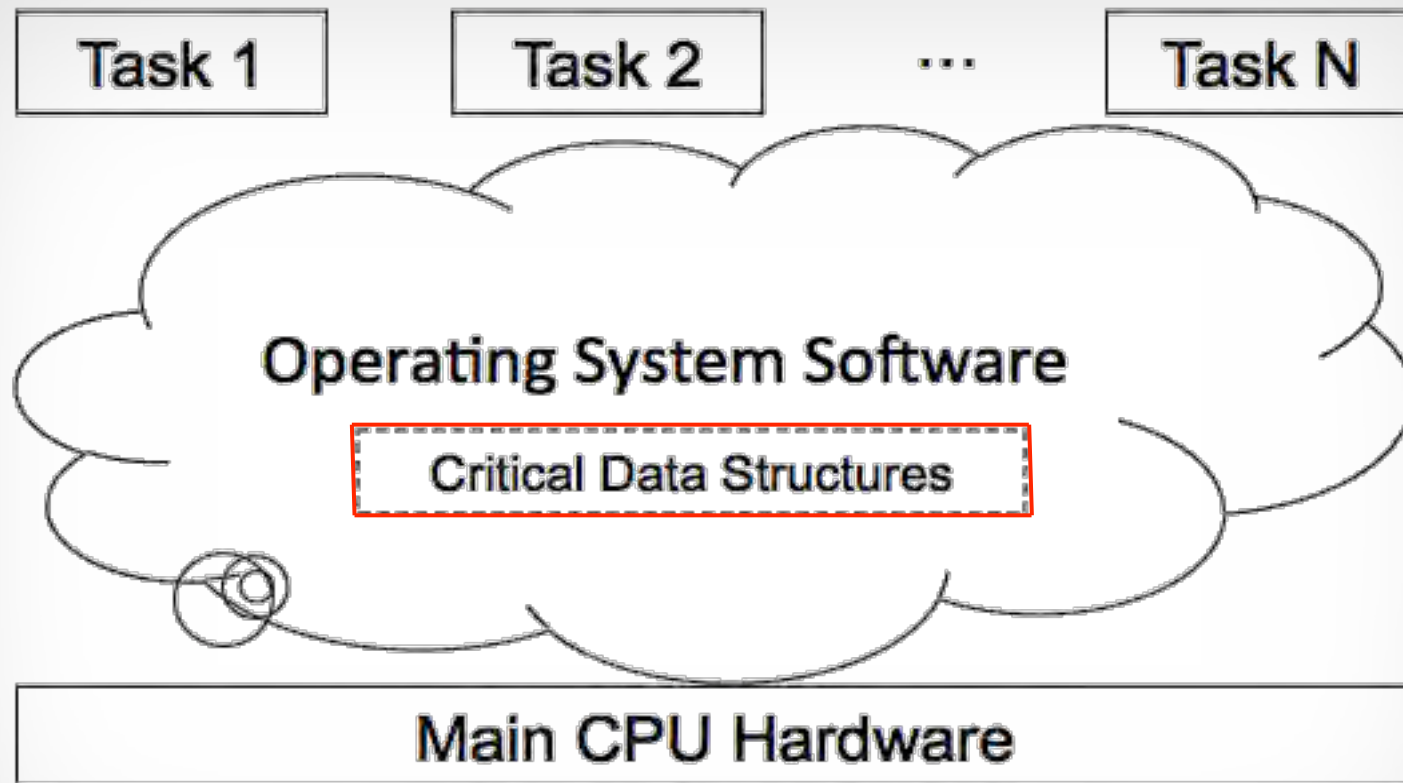 Task 1 Task 2 ... Task N
Operating System Software
Critical Data Structures
Main CPU Hardware